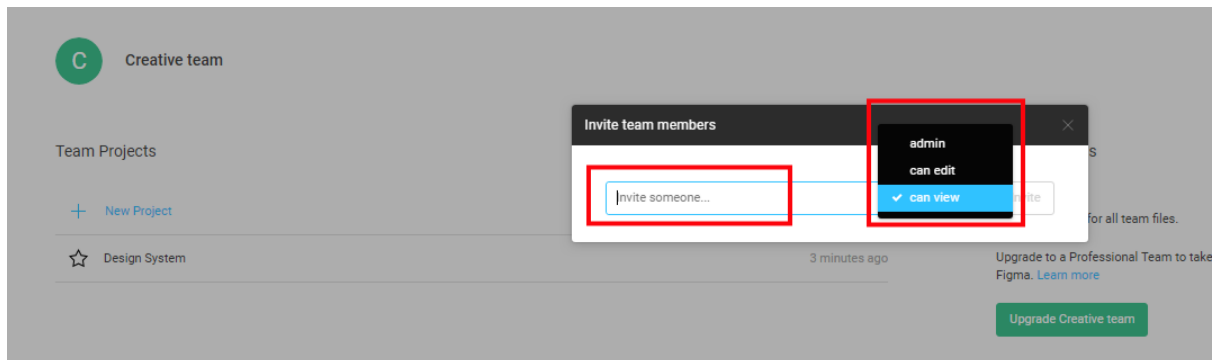 C
Creative team
Invite team members
admin
can edit
can view
Invite someone...
Team Projects
New Project
Design System
3 minutes ago
for all team files.
Upgrade to a Professional Team to take
Figma. Learn more
Upgrade Creative team